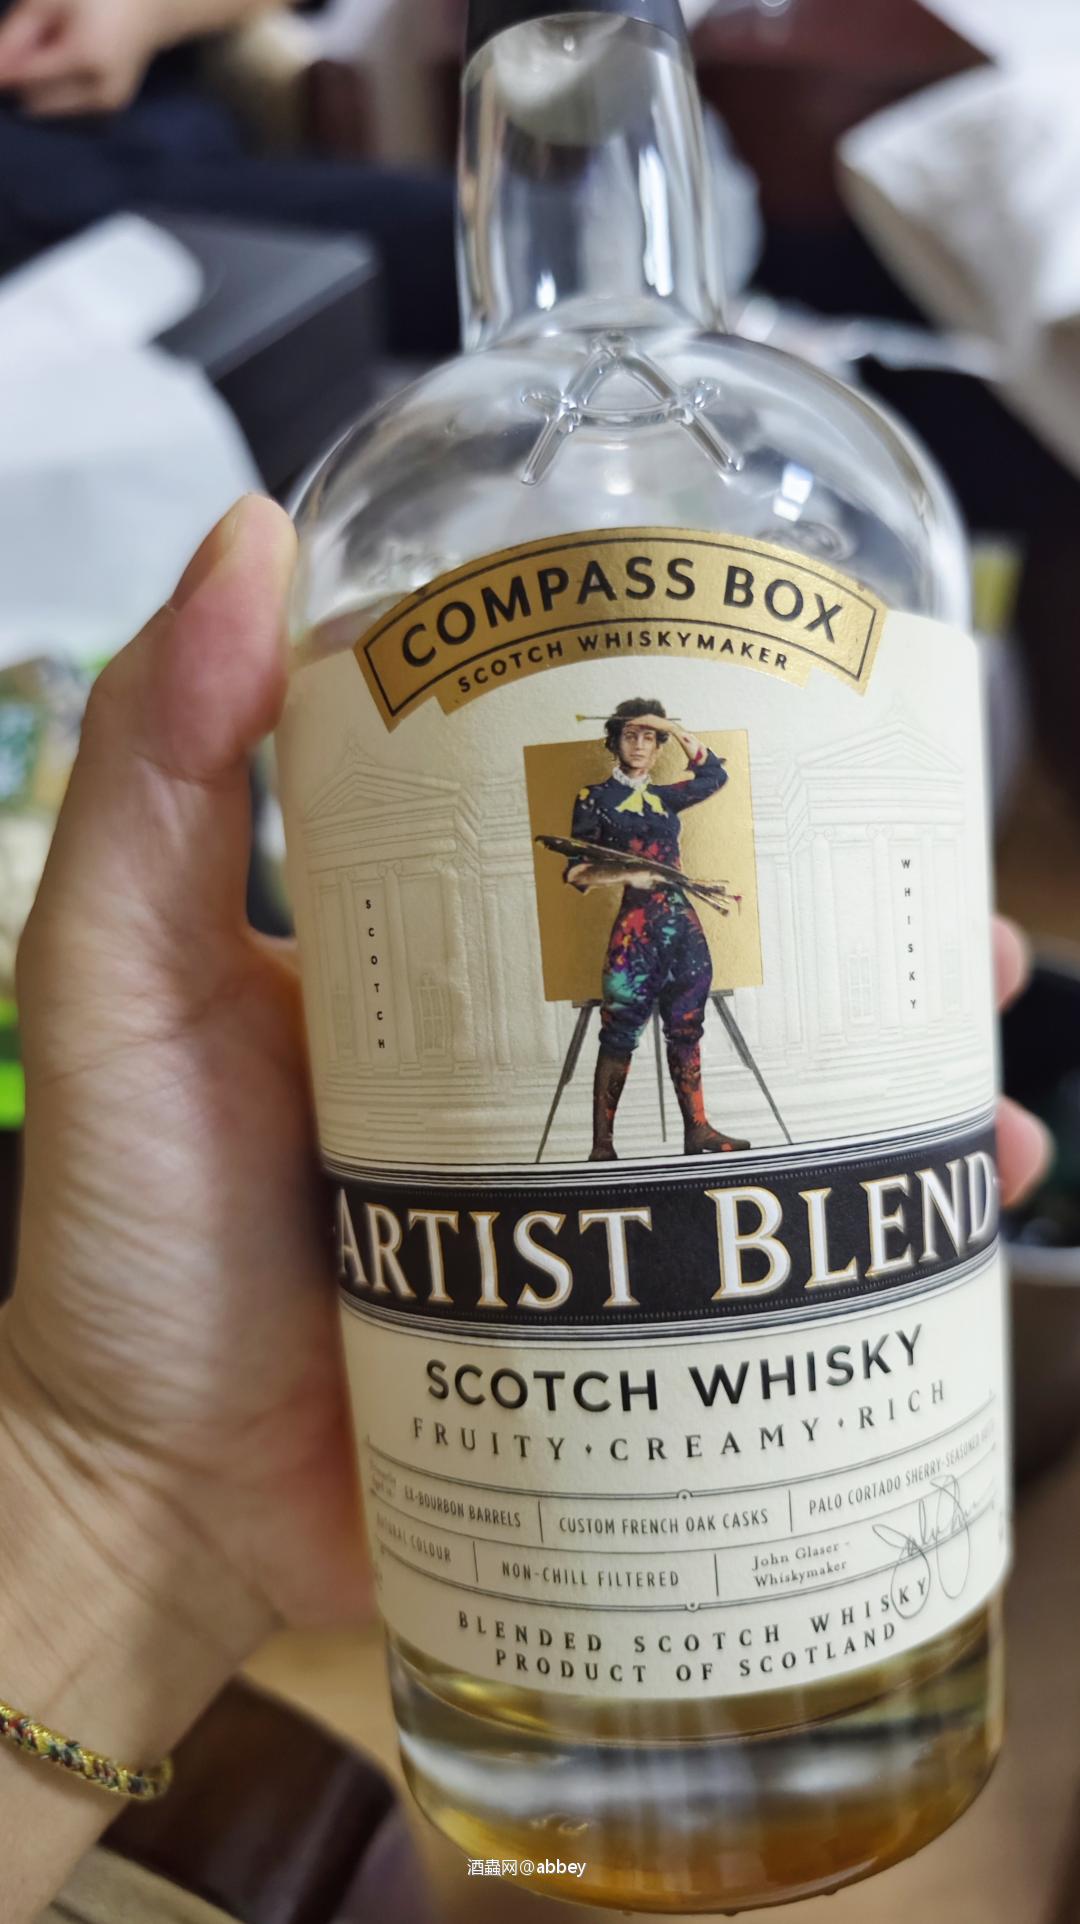 COMPASS BOX
SCOTCH WHISKYMAKER
SCOTCH
WHISKY
ARTIST BLEND
SCOTCH WHISKY
FRUITY · CREAMY · RICH
EX-BOURBON BARRELS
CUSTOM FRENCH OAK CASKS
PALO CORTADO SHERRY-SEASONED
NATURAL COLOUR
NON-CHILL FILTERED
John Glaser -
Whiskymaker
BLENDED SCOTCH WHISKY
PRODUCT OF SCOTLAND
酒蟲网@abbey